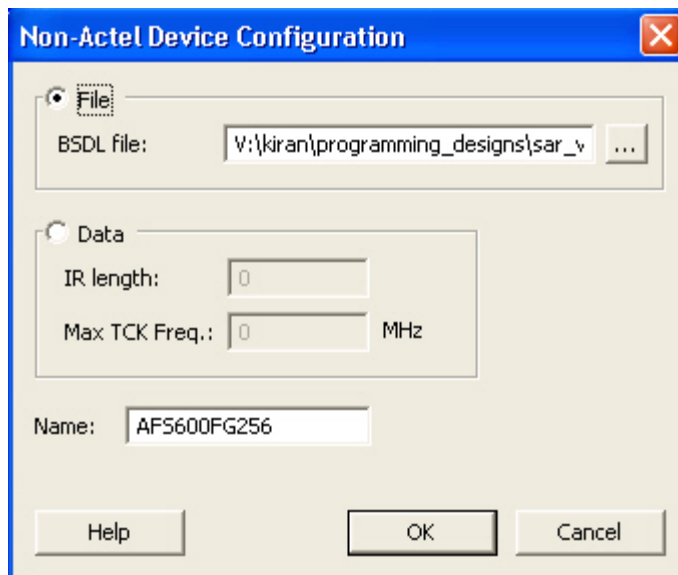 Non-Actel Device Configuration
File
BSDL file: V:\kiran\programming_designs\sar_v ...
Data
IR length: 0
Max TCK Freq.: 0 MHz
Name: AFS600FG256
Help OK Cancel